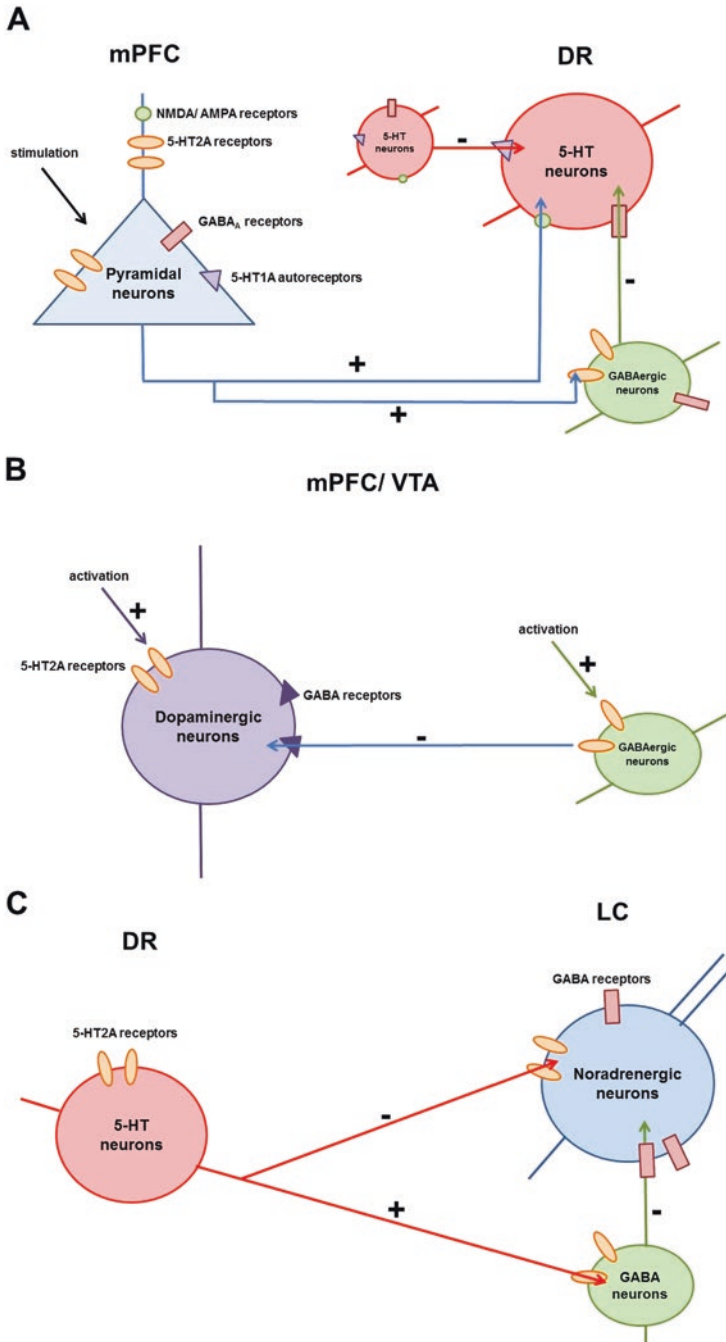 A
mPFC
DR
NMDA/ AMPA receptors
5-HT2A receptors
stimulation
GABAA receptors
Pyramidal
neurons
5-HT1A autoreceptors
5-HT
neurons
-
5-HT
neurons
-
+
+
GABAergic
neurons
B
mPFC/ VTA
activation
+
5-HT2A receptors
GABA receptors
Dopaminergic
neurons
-
activation
+
GABAergic
neurons
C
DR
LC
GABA receptors
5-HT2A receptors
5-HT
neurons
Noradrenergic
neurons
-
+
-
GABA
neurons